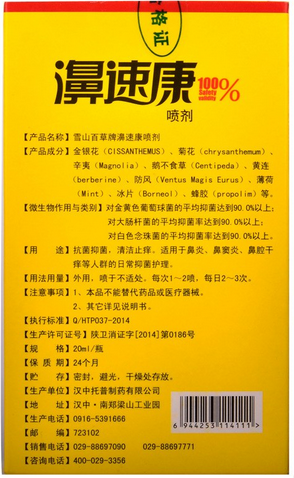 合格证
濞速康
100%
Safety
validity
喷剂
【产品名称】雪山百草牌濞速康喷剂
【产品成分】金银花(CISSANTHEMUS)、菊花(chrysanthemum)、
辛夷(Magnolia)、鹅不食草(Centipeda)、黄连
(berberine)、防风(Ventus Magis Eurus)、薄荷
(Mint)、冰片(Borneol)、蜂胶(propolim)等。
【微生物作用与类别】对金黄色葡萄球菌的平均抑菌率达到90.0%以上,
对大肠杆菌的平均抑菌率达到90.0%以上;
对白色念珠菌的平均抑菌率达到90.0%以上。
【用 途】抗菌抑菌、清洁止痒。适用于鼻炎、鼻窦炎、鼻腔干
痒等人群的日常抑菌护理。
【用法用量】外用,喷于不适处。每次1~2喷,每日2~3次。
【注意事项】1、本品不能替代药品或医疗器械。
2、其它详见说明书。
【执行标准】Q/HTP037-2014
【生产许可证号】陕卫消证字[2014]第0186号
【规 格】20ml/瓶
【保 质 期】24个月
【贮 存】密封,避光,干燥处存放。
【生产单位】汉中托普制药有限公司
【地 址】汉中·南郑梁山工业园
【生产电话】0916-5391666
【邮 编】723102
【销售电话】029-88697090 029-88697771
【咨询电话】400-029-3356
6 944253 114111